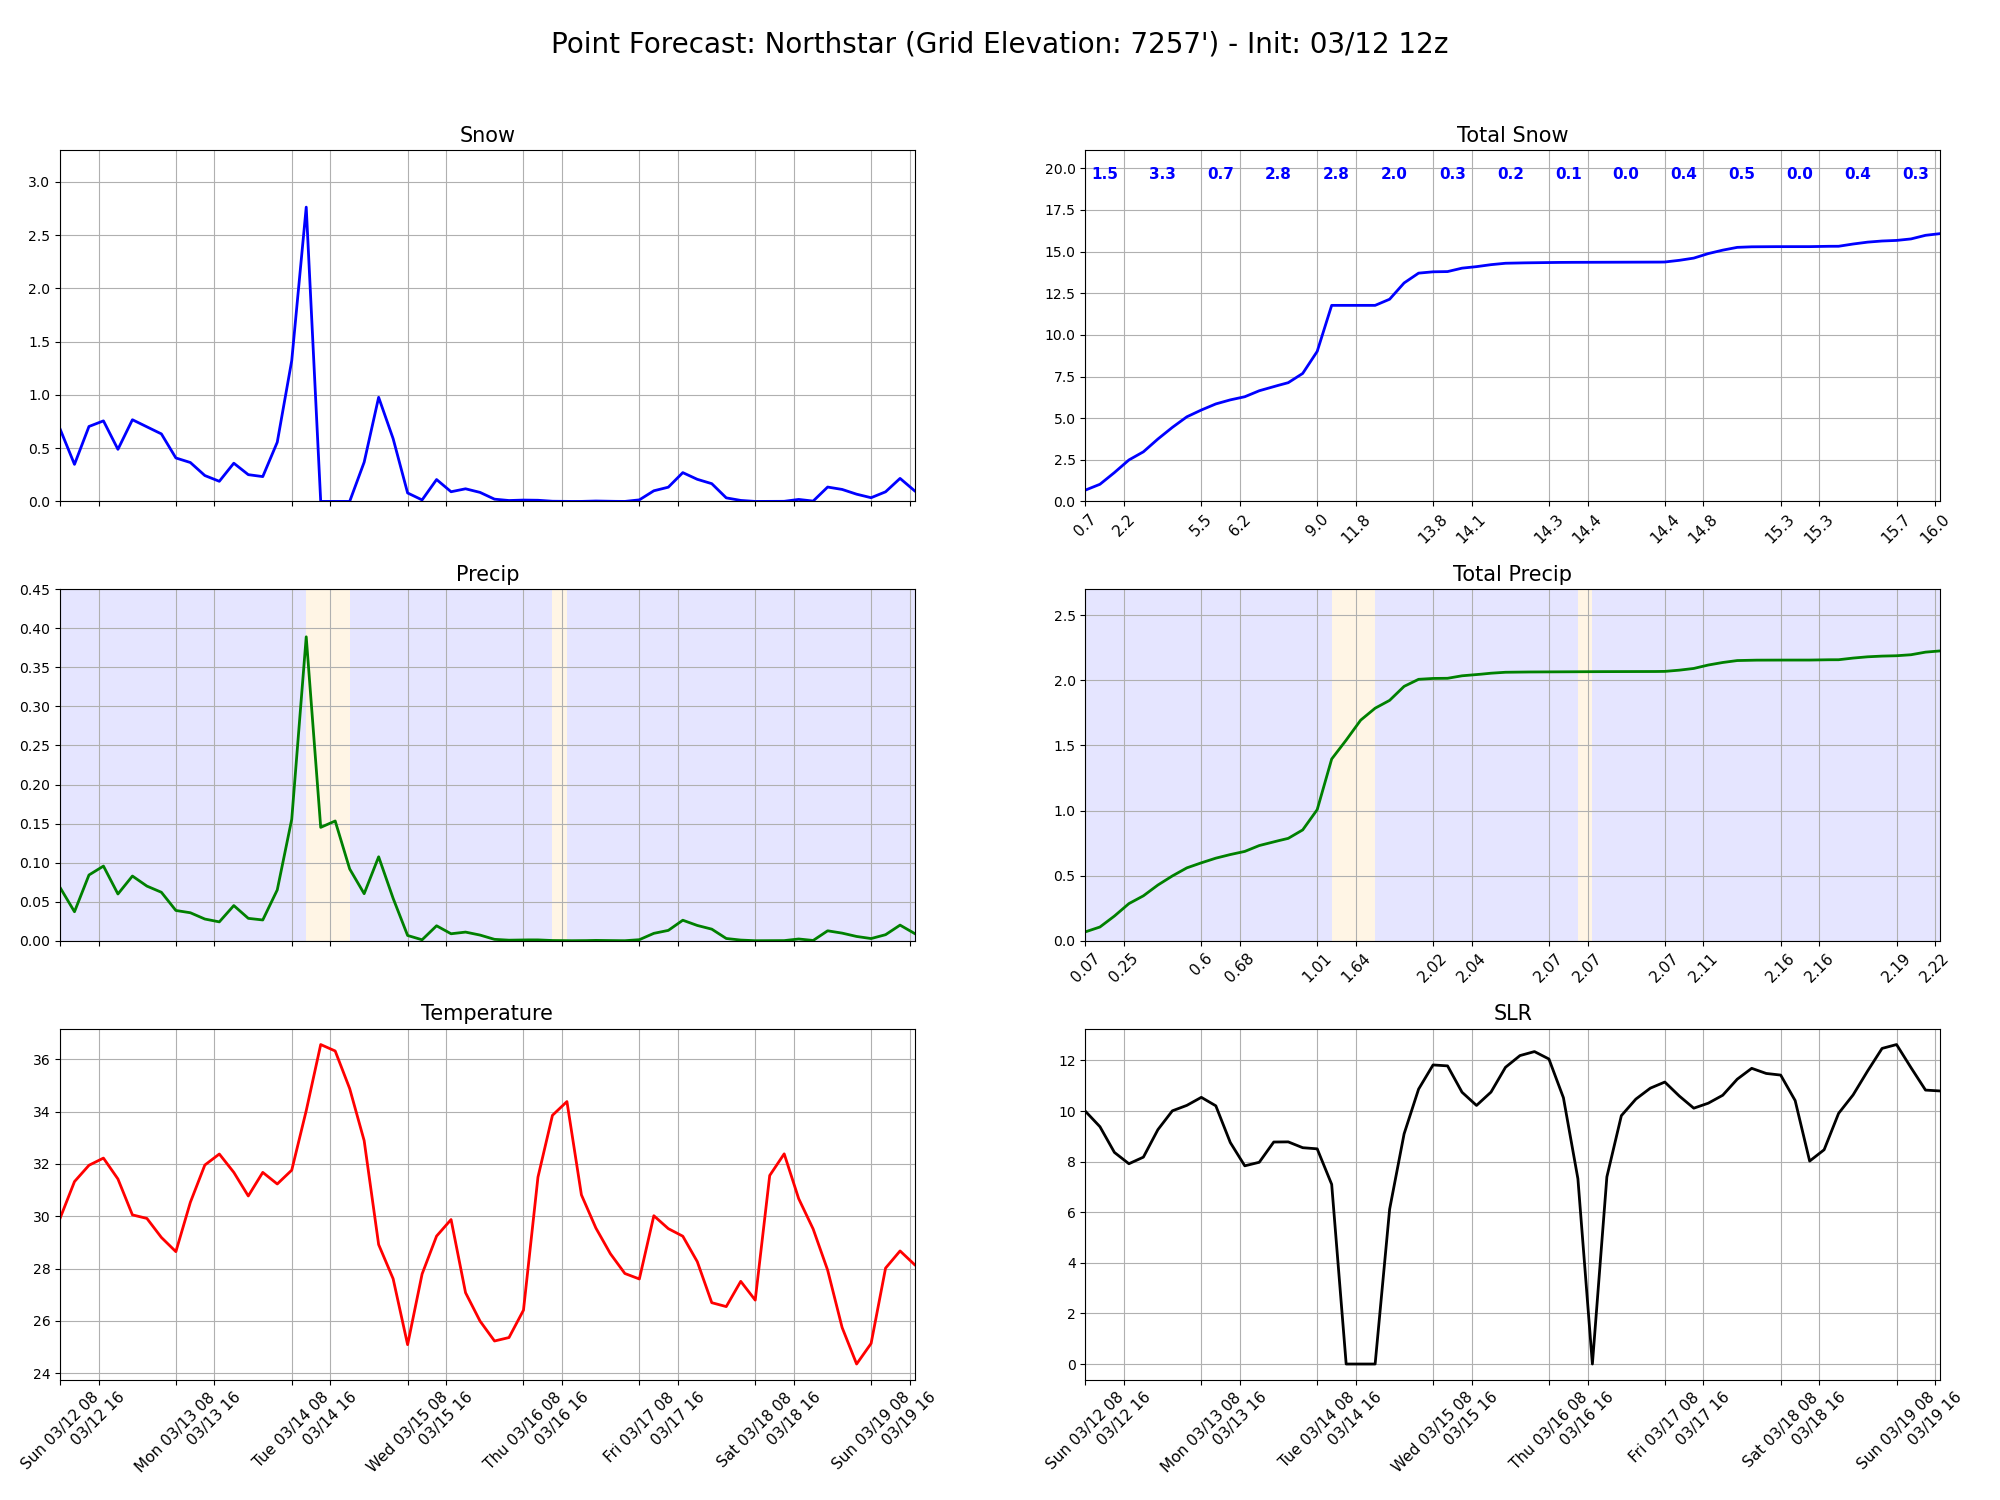 Point Forecast: Northstar (Grid Elevation: 7257') - Init: 03/12 12z
Snow
3.0
2.5
2.0
1.5
1.0
0.5
0.0
Total Snow
20.0
17.5
15.0
12.5
10.0
7.5
5.0
2.5
0.0
1.5 3.3 0.7 2.8 2.8 2.0 0.3 0.2 0.1 0.0 0.4 0.5 0.0 0.4 0.3
0.7 2.2 5.5 6.2 9.0 11.8 13.8 14.1 14.3 14.4 14.4 14.8 15.3 15.3 15.7 16.0
Precip
0.45
0.40
0.35
0.30
0.25
0.20
0.15
0.10
0.05
0.00
Total Precip
2.5
2.0
1.5
1.0
0.5
0.0
0.07 0.25 0.6 0.68 1.01 1.64 2.02 2.04 2.07 2.07 2.07 2.11 2.16 2.16 2.19 2.22
Temperature
36
34
32
30
28
26
24
Sun 03/12 08
03/12 16
Mon 03/13 08
03/13 16
Tue 03/14 08
03/14 16
Wed 03/15 08
03/15 16
Thu 03/16 08
03/16 16
Fri 03/17 08
03/17 16
Sat 03/18 08
03/18 16
Sun 03/19 08
03/19 16
SLR
12
10
8
6
4
2
0
Sun 03/12 08
03/12 16
Mon 03/13 08
03/13 16
Tue 03/14 08
03/14 16
Wed 03/15 08
03/15 16
Thu 03/16 08
03/16 16
Fri 03/17 08
03/17 16
Sat 03/18 08
03/18 16
Sun 03/19 08
03/19 16